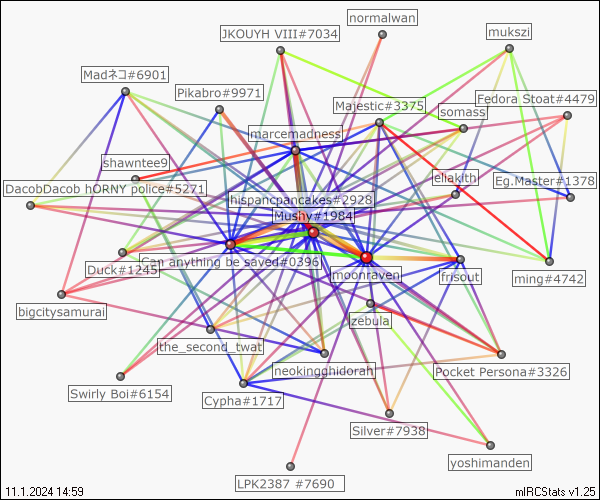 normalwan
JKOUYH VIII#7034
mukszi
Madネコ#6901
Pikabro#9971
Fedora Stoat#4479
Majestic#3375
somass
marcemadness
shawntee9
eliakith
Eg.Master#1378
DacobDacob hORNY police#5271
hispancpancakes#2928
Mushy#1984
Can anything be saved#0396
Duck#1245
moonraven
frisout
ming#4742
bigcitysamurai
zebula
the_second_twat
neokingghidorah
Pocket Persona#3326
Swirly Boi#6154
Cypha#1717
Silver#7938
yoshimanden
LPK2387 #7690
11.1.2024 14:59
mIRCStats v1.25